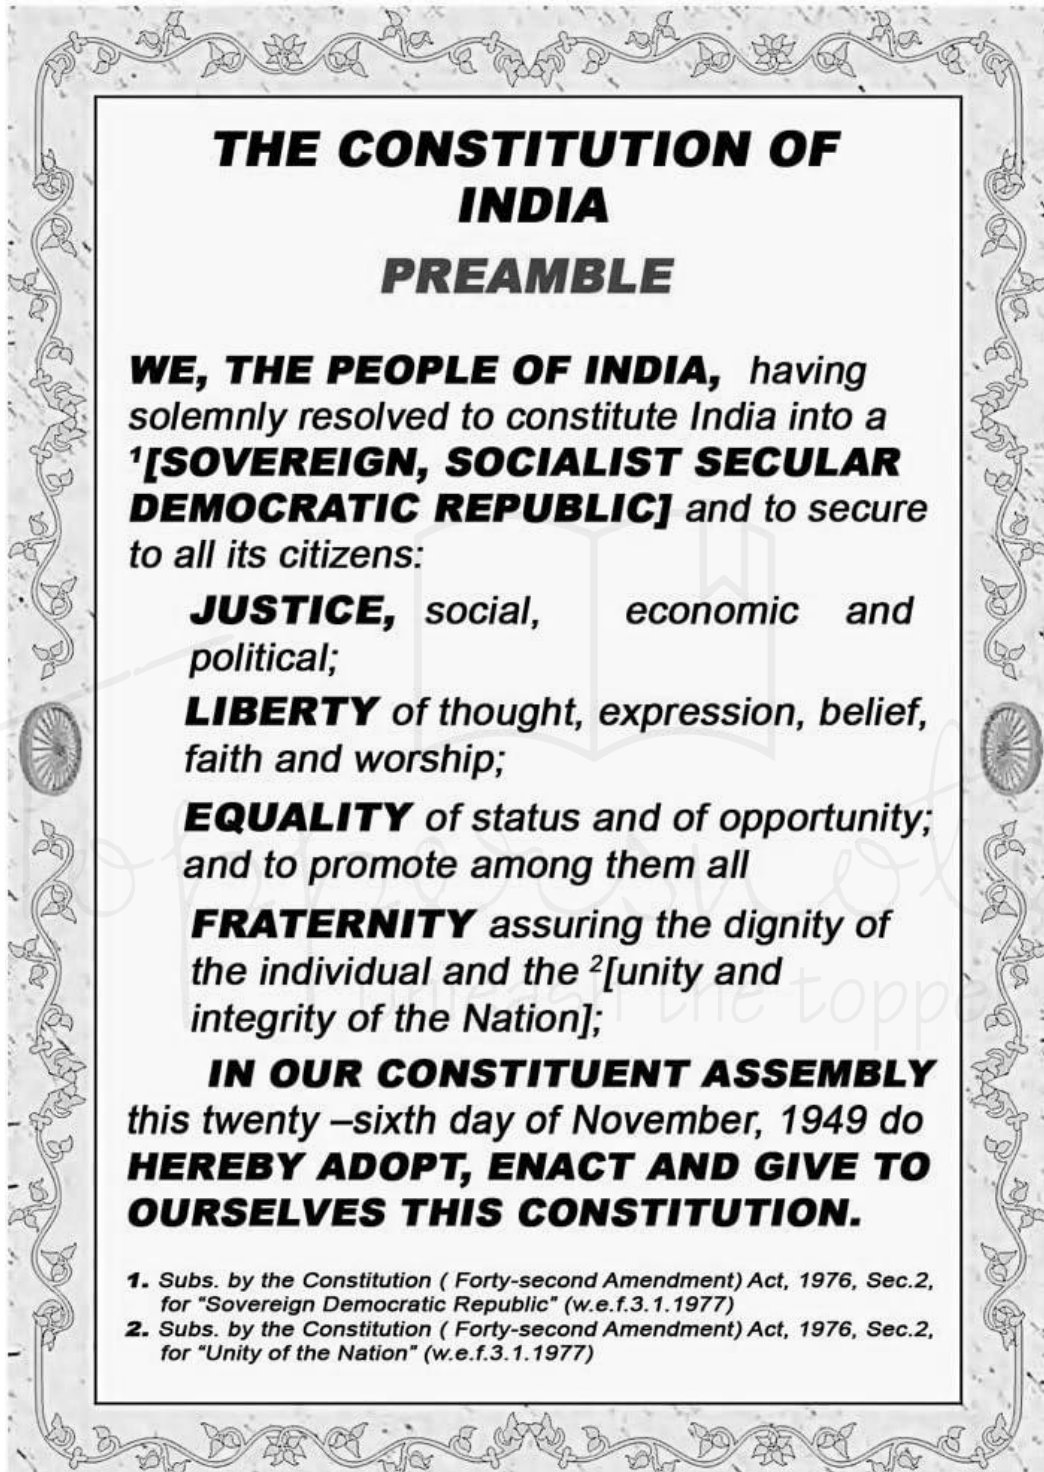 THE CONSTITUTION OF
INDIA
PREAMBLE
WE, THE PEOPLE OF INDIA, having
solemnly resolved to constitute India into a
¹[SOVEREIGN, SOCIALIST SECULAR
DEMOCRATIC REPUBLIC] and to secure
to all its citizens:
JUSTICE, social, economic and
political;
LIBERTY of thought, expression, belief,
faith and worship;
EQUALITY of status and of opportunity;
and to promote among them all
FRATERNITY assuring the dignity of
the individual and the ²[unity and
integrity of the Nation];
IN OUR CONSTITUENT ASSEMBLY
this twenty –sixth day of November, 1949 do
HEREBY ADOPT, ENACT AND GIVE TO
OURSELVES THIS CONSTITUTION.
1. Subs. by the Constitution ( Forty-second Amendment) Act, 1976, Sec.2,
for "Sovereign Democratic Republic" (w.e.f.3.1.1977)
2. Subs. by the Constitution ( Forty-second Amendment) Act, 1976, Sec.2,
for "Unity of the Nation" (w.e.f.3.1.1977)